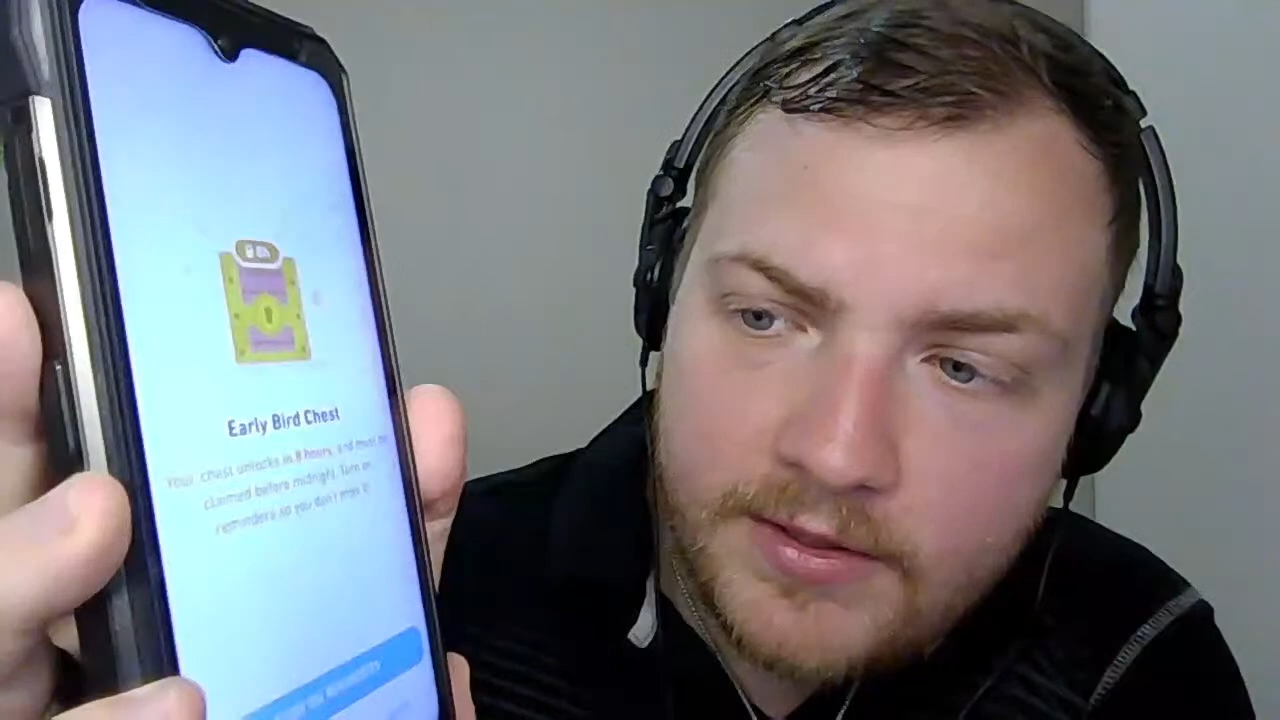 Early Bird Chest
Your chest unlocks in 8 hours, and must be
claimed before midnight. Turn on
reminders so you don't miss it!